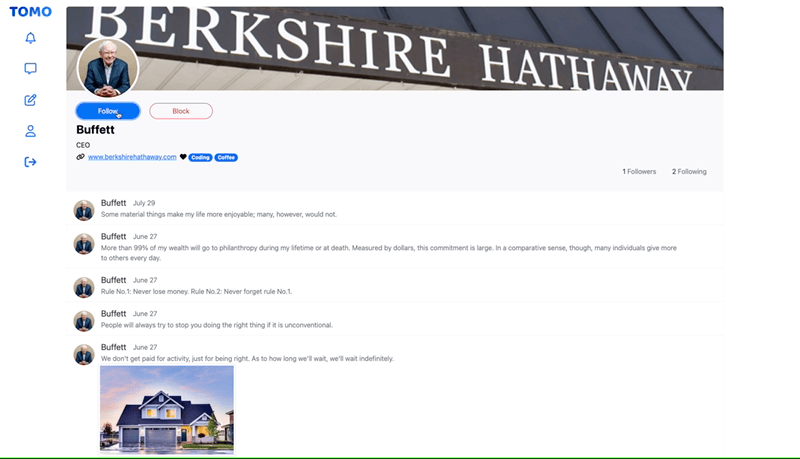 TOMO
BERKSHIRE HATHAWAY
Follow
Block
Buffett
CEO
www.berkshirehathaway.com Coding Coffee
1 Followers 2 Following
Buffett July 29
Some material things make my life more enjoyable; many, however, would not.
Buffett June 27
More than 99% of my wealth will go to philanthropy during my lifetime or at death. Measured by dollars, this commitment is large. In a comparative sense, though, many individuals give more
to others every day.
Buffett June 27
Rule No.1: Never lose money. Rule No.2: Never forget rule No.1.
Buffett June 27
People will always try to stop you doing the right thing if it is unconventional.
Buffett June 27
We don't get paid for activity, just for being right. As to how long we'll wait, we'll wait indefinitely.